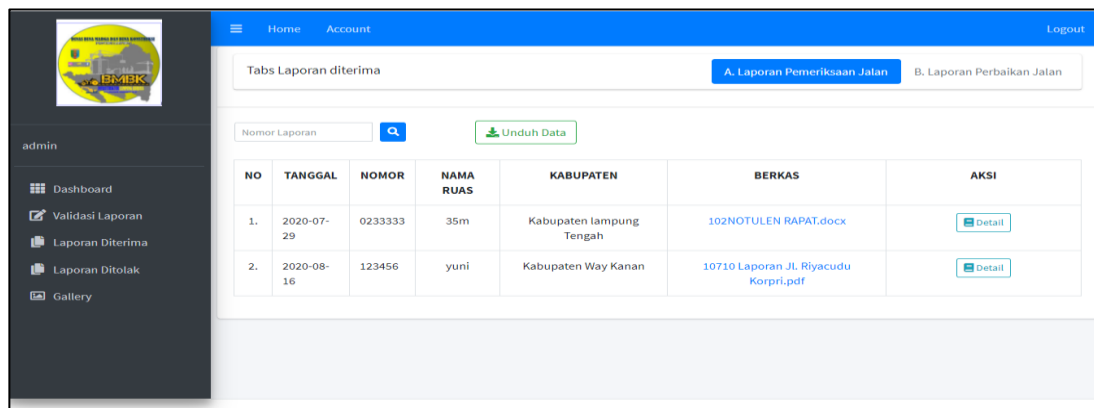 BMBK
Home Account Logout
Tabs Laporan diterima
A. Laporan Pemeriksaan Jalan
B. Laporan Perbaikan Jalan
admin
Dashboard
Validasi Laporan
Laporan Diterima
Laporan Ditolak
Gallery
Nomor Laporan
Unduh Data
NO TANGGAL NOMOR NAMA RUAS KABUPATEN BERKAS AKSI
1. 2020-07-29 0233333 35m Kabupaten lampung Tengah 102NOTULEN RAPAT.docx Detail
2. 2020-08-16 123456 yuni Kabupaten Way Kanan 10710 Laporan Jl. Riyacudu Korpri.pdf Detail